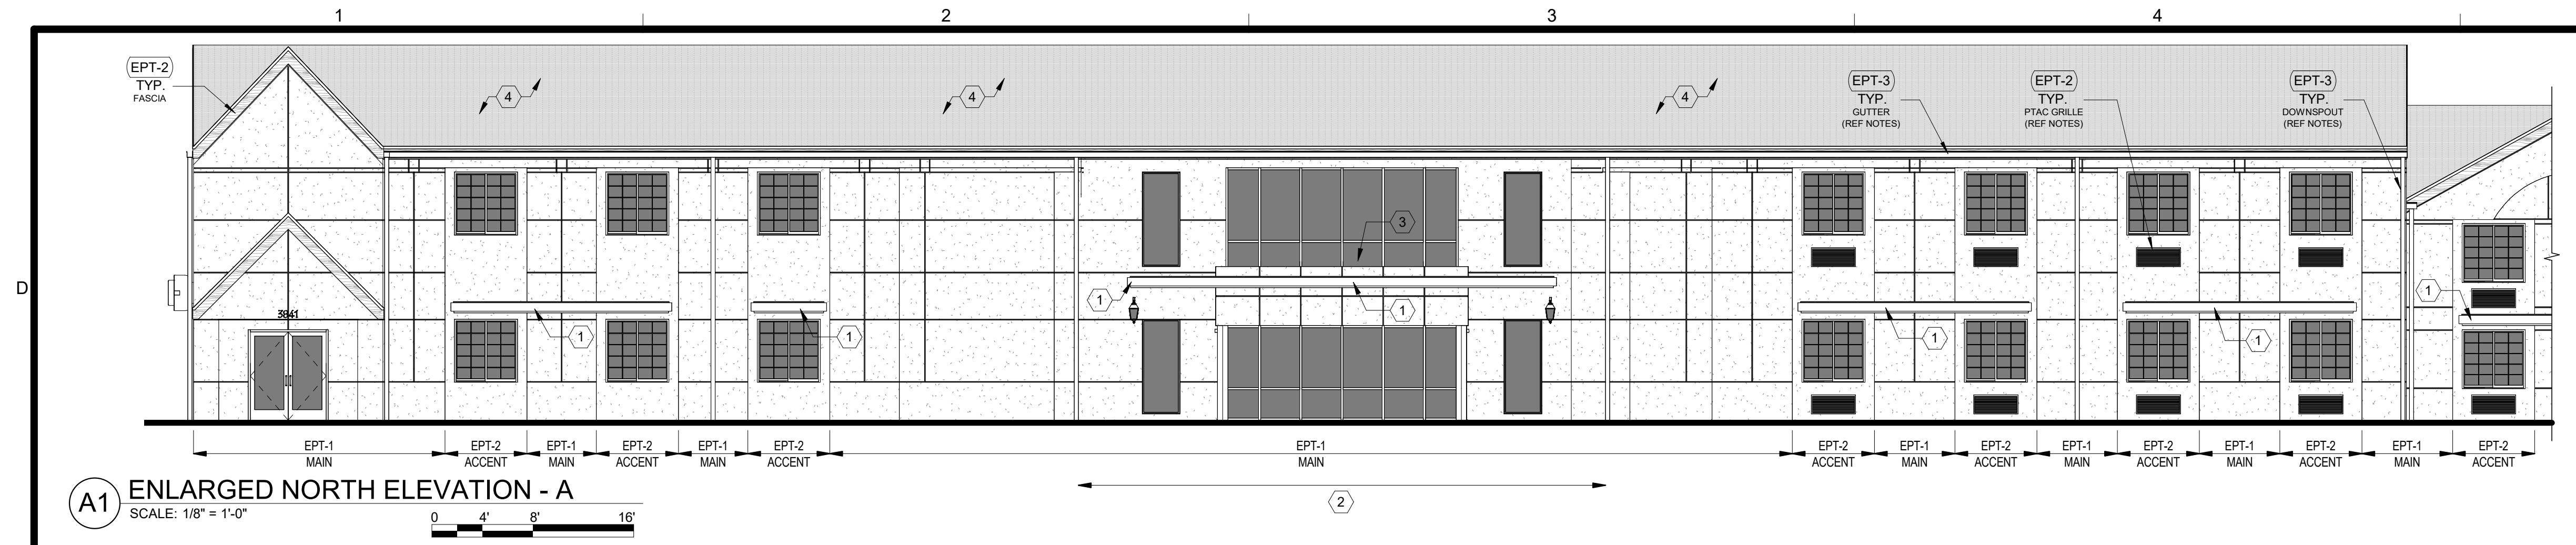 1
2
3
4
EPT-2
TYP.
FASCIA
4
4
4
EPT-3
TYP.
GUTTER
(REF NOTES)
EPT-2
TYP.
PTAC GRILLE
(REF NOTES)
EPT-3
TYP.
DOWNSPOUT
(REF NOTES)
D
3
1
1
1
1
1
1
1
3841
EPT-1
MAIN
EPT-2
ACCENT
EPT-1
MAIN
EPT-2
ACCENT
EPT-1
MAIN
EPT-2
ACCENT
EPT-1
MAIN
EPT-2
ACCENT
EPT-1
MAIN
EPT-2
ACCENT
EPT-1
MAIN
EPT-2
ACCENT
EPT-1
MAIN
EPT-2
ACCENT
EPT-1
MAIN
EPT-2
ACCENT
2
A1
ENLARGED NORTH ELEVATION - A
SCALE: 1/8" = 1'-0"
0 4' 8' 16'